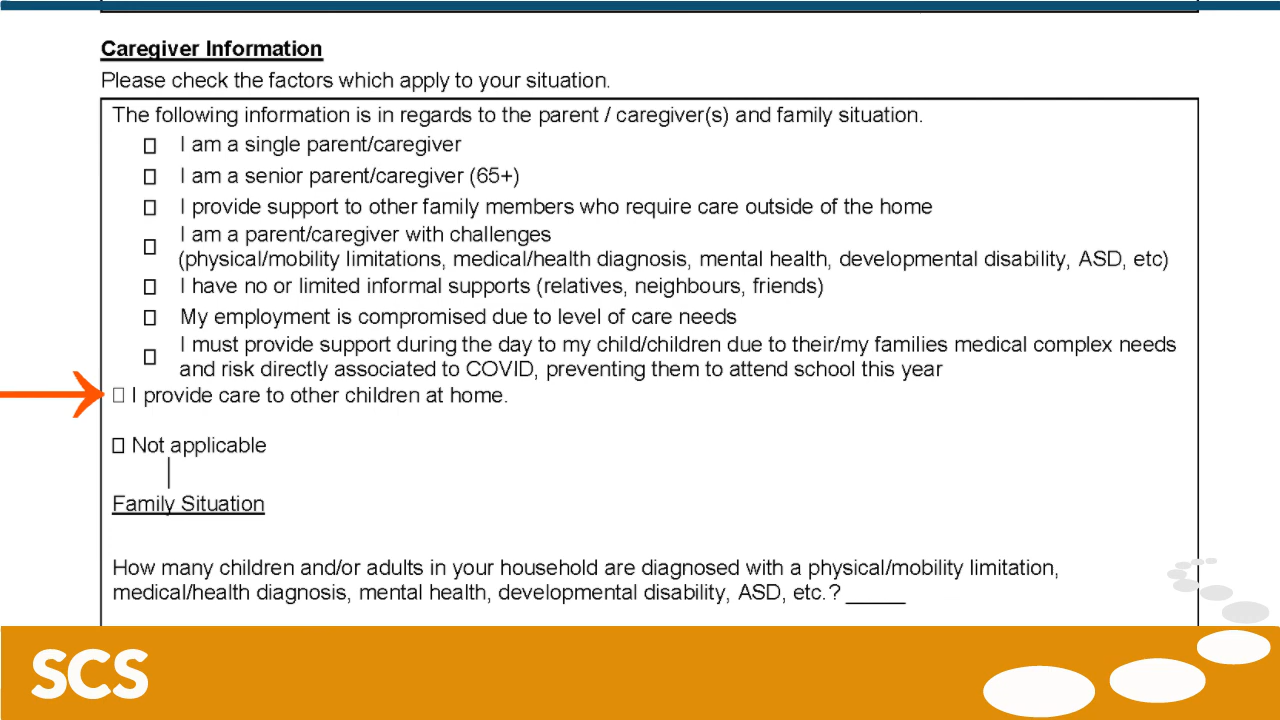 Caregiver Information
Please check the factors which apply to your situation.
The following information is in regards to the parent / caregiver(s) and family situation.
I am a single parent/caregiver
I am a senior parent/caregiver (65+)
I provide support to other family members who require care outside of the home
I am a parent/caregiver with challenges
(physical/mobility limitations, medical/health diagnosis, mental health, developmental disability, ASD, etc)
I have no or limited informal supports (relatives, neighbours, friends)
My employment is compromised due to level of care needs
I must provide support during the day to my child/children due to their/my families medical complex needs
and risk directly associated to COVID, preventing them to attend school this year
I provide care to other children at home.
Not applicable
Family Situation
How many children and/or adults in your household are diagnosed with a physical/mobility limitation,
medical/health diagnosis, mental health, developmental disability, ASD, etc.? _____
SCS